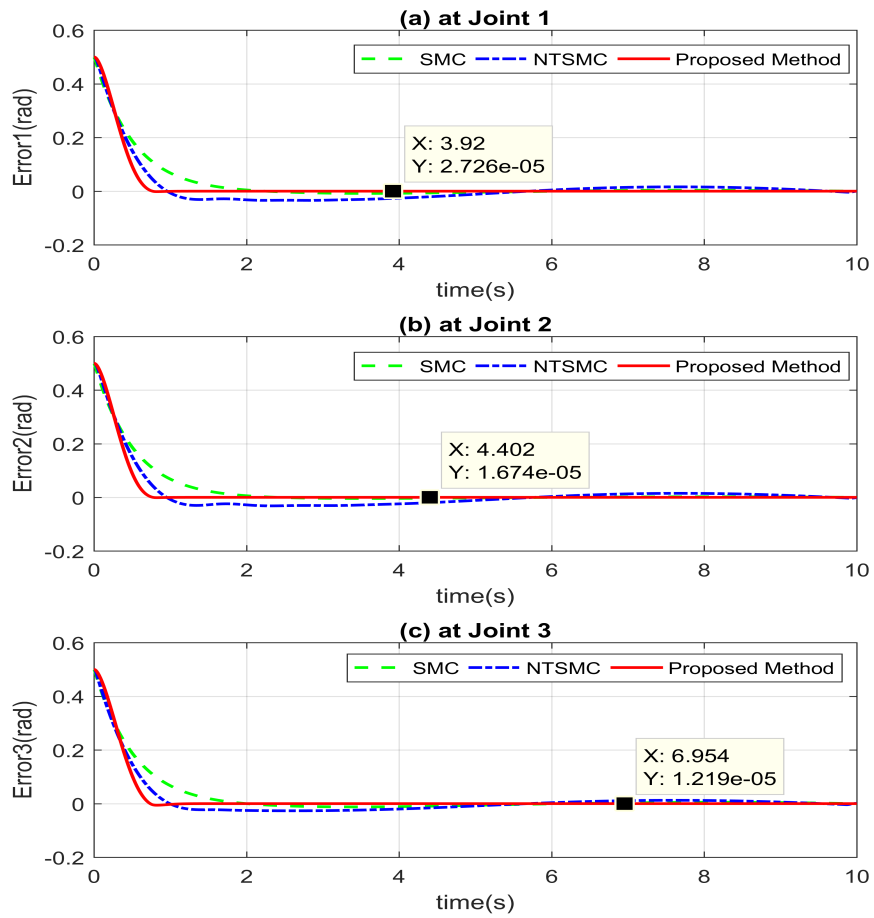 (a) at Joint 1
0.6
0.4
0.2
0
-0.2
Error1(rad)
SMC NTSMC Proposed Method
X: 3.92
Y: 2.726e-05
0 2 4 6 8 10
time(s)
(b) at Joint 2
0.6
0.4
0.2
0
-0.2
Error2(rad)
SMC NTSMC Proposed Method
X: 4.402
Y: 1.674e-05
0 2 4 6 8 10
time(s)
(c) at Joint 3
0.6
0.4
0.2
0
-0.2
Error3(rad)
SMC NTSMC Proposed Method
X: 6.954
Y: 1.219e-05
0 2 4 6 8 10
time(s)